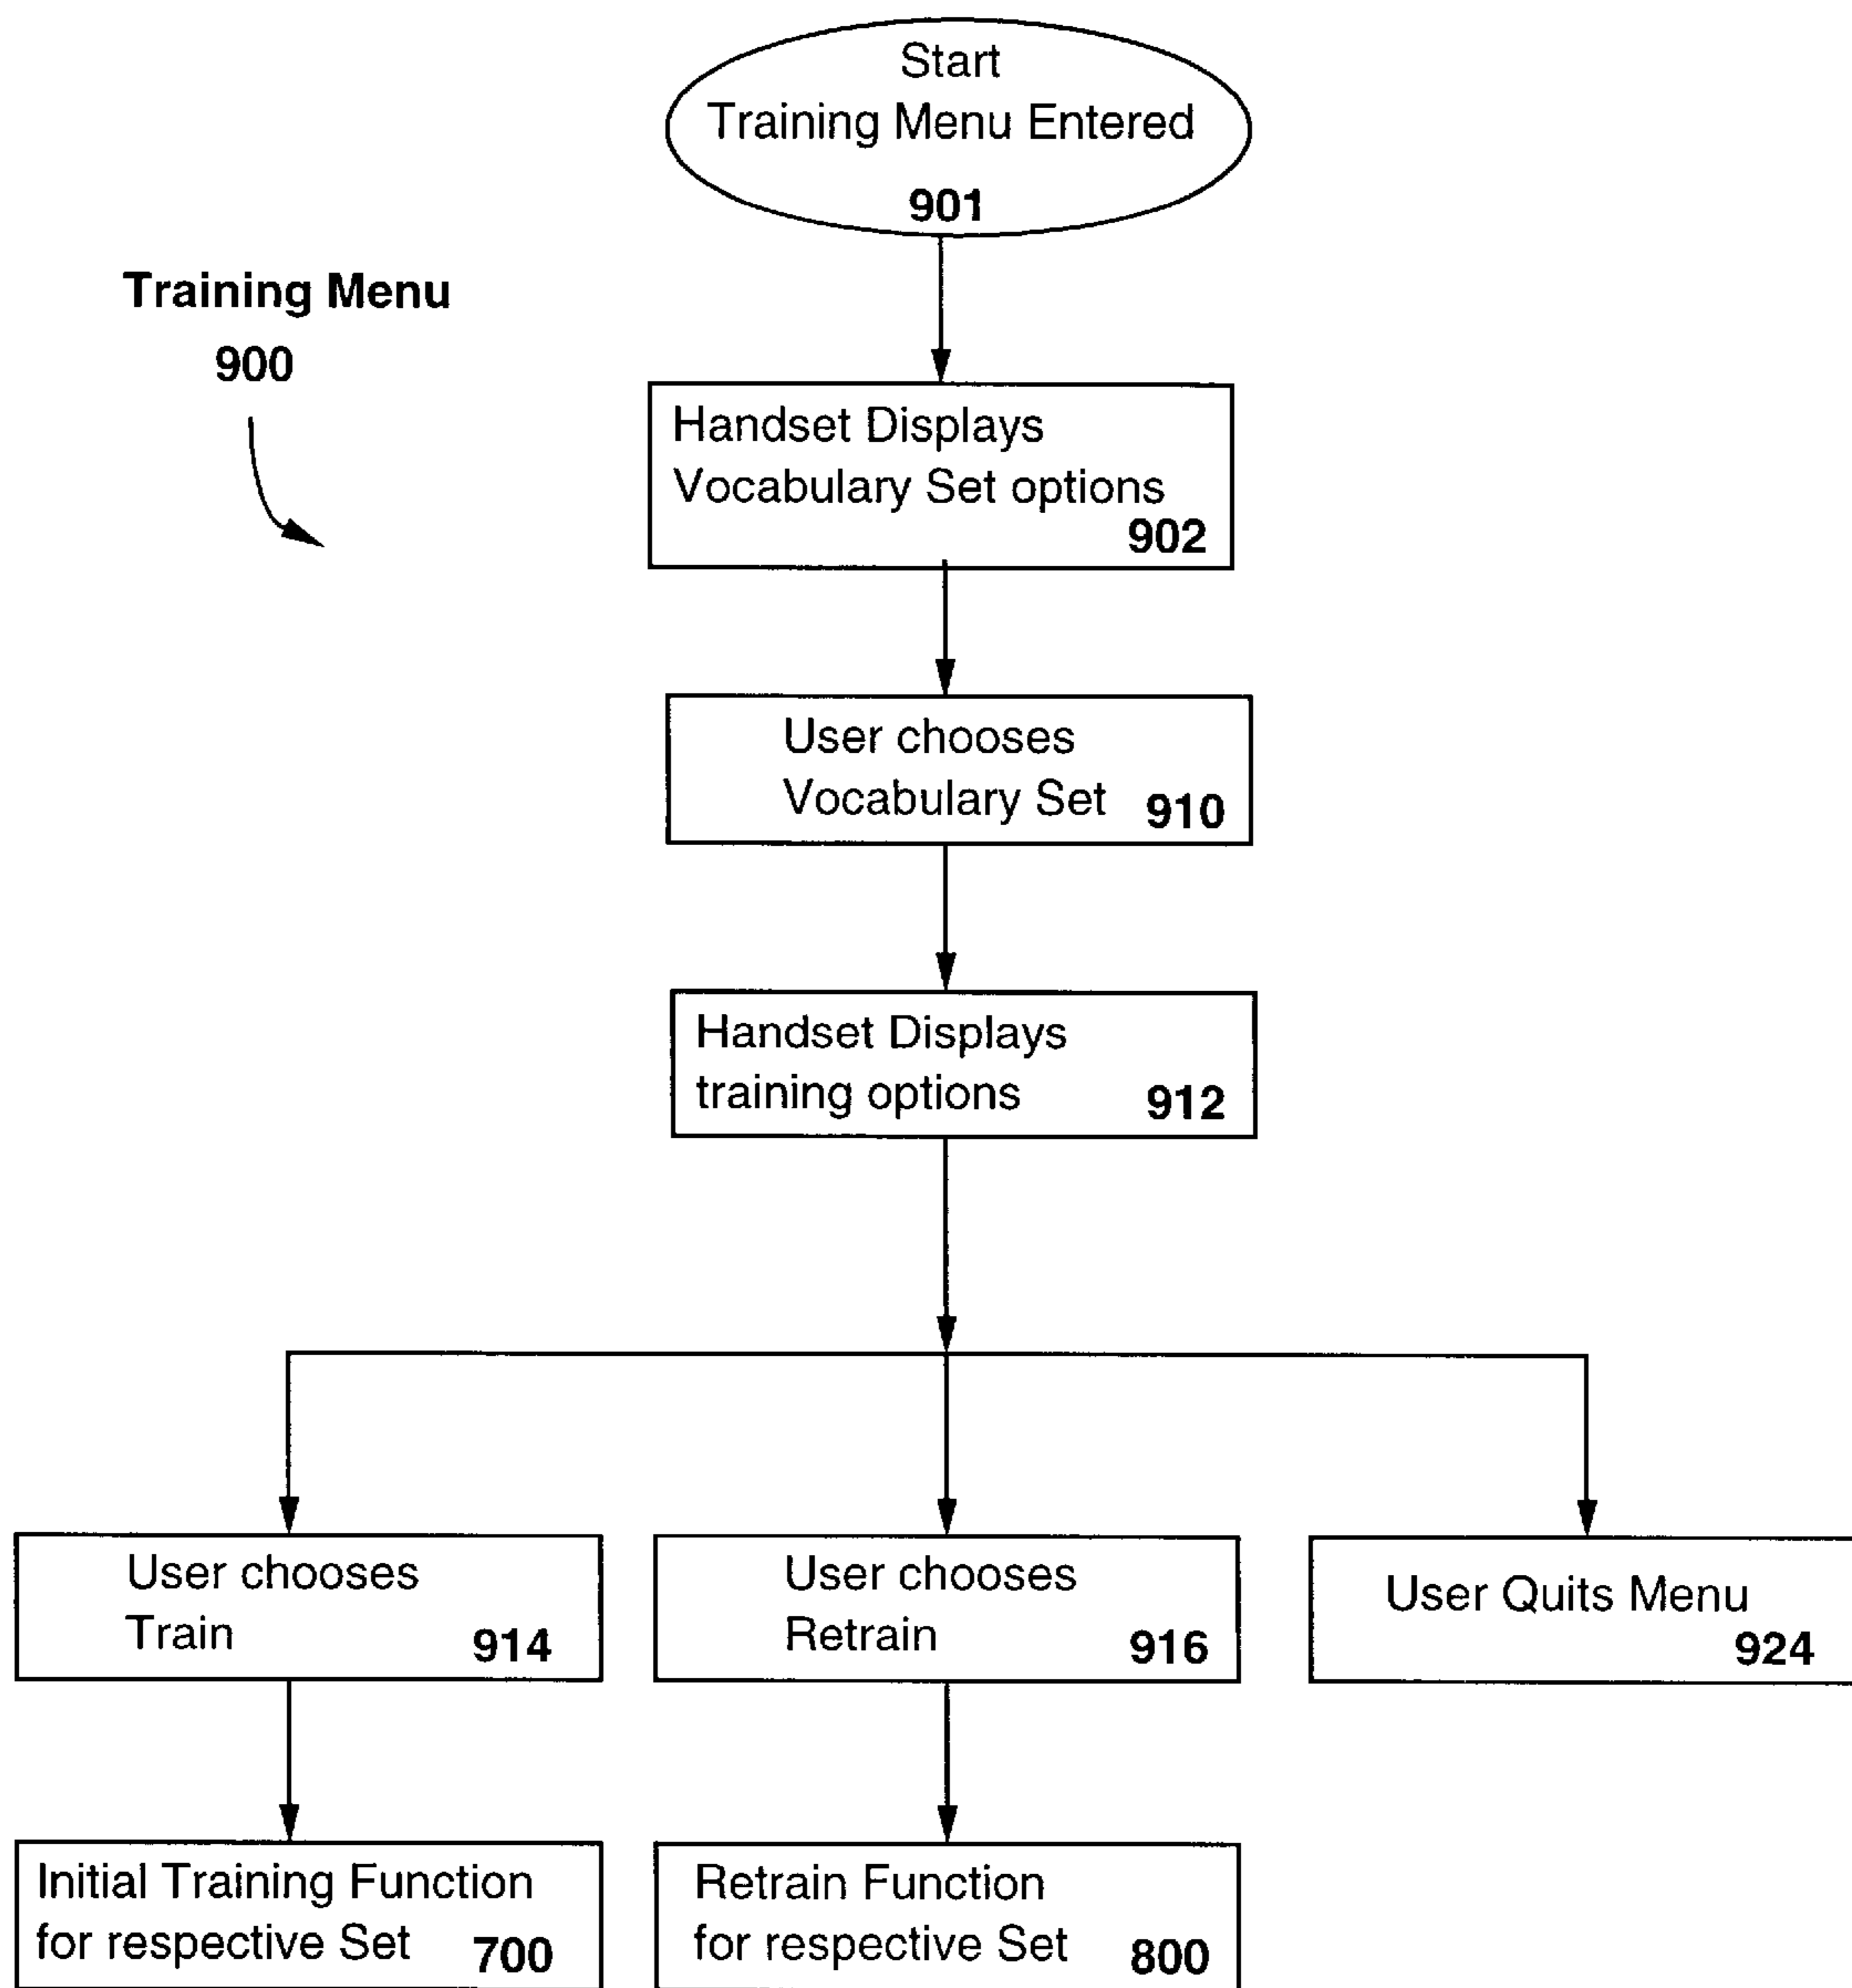 Start
Training Menu Entered
901
Training Menu
900
Handset Displays
Vocabulary Set options
902
User chooses
Vocabulary Set 910
Handset Displays
training options 912
User chooses
Train 914
User chooses
Retrain 916
User Quits Menu
924
Initial Training Function
for respective Set 700
Retrain Function
for respective Set 800